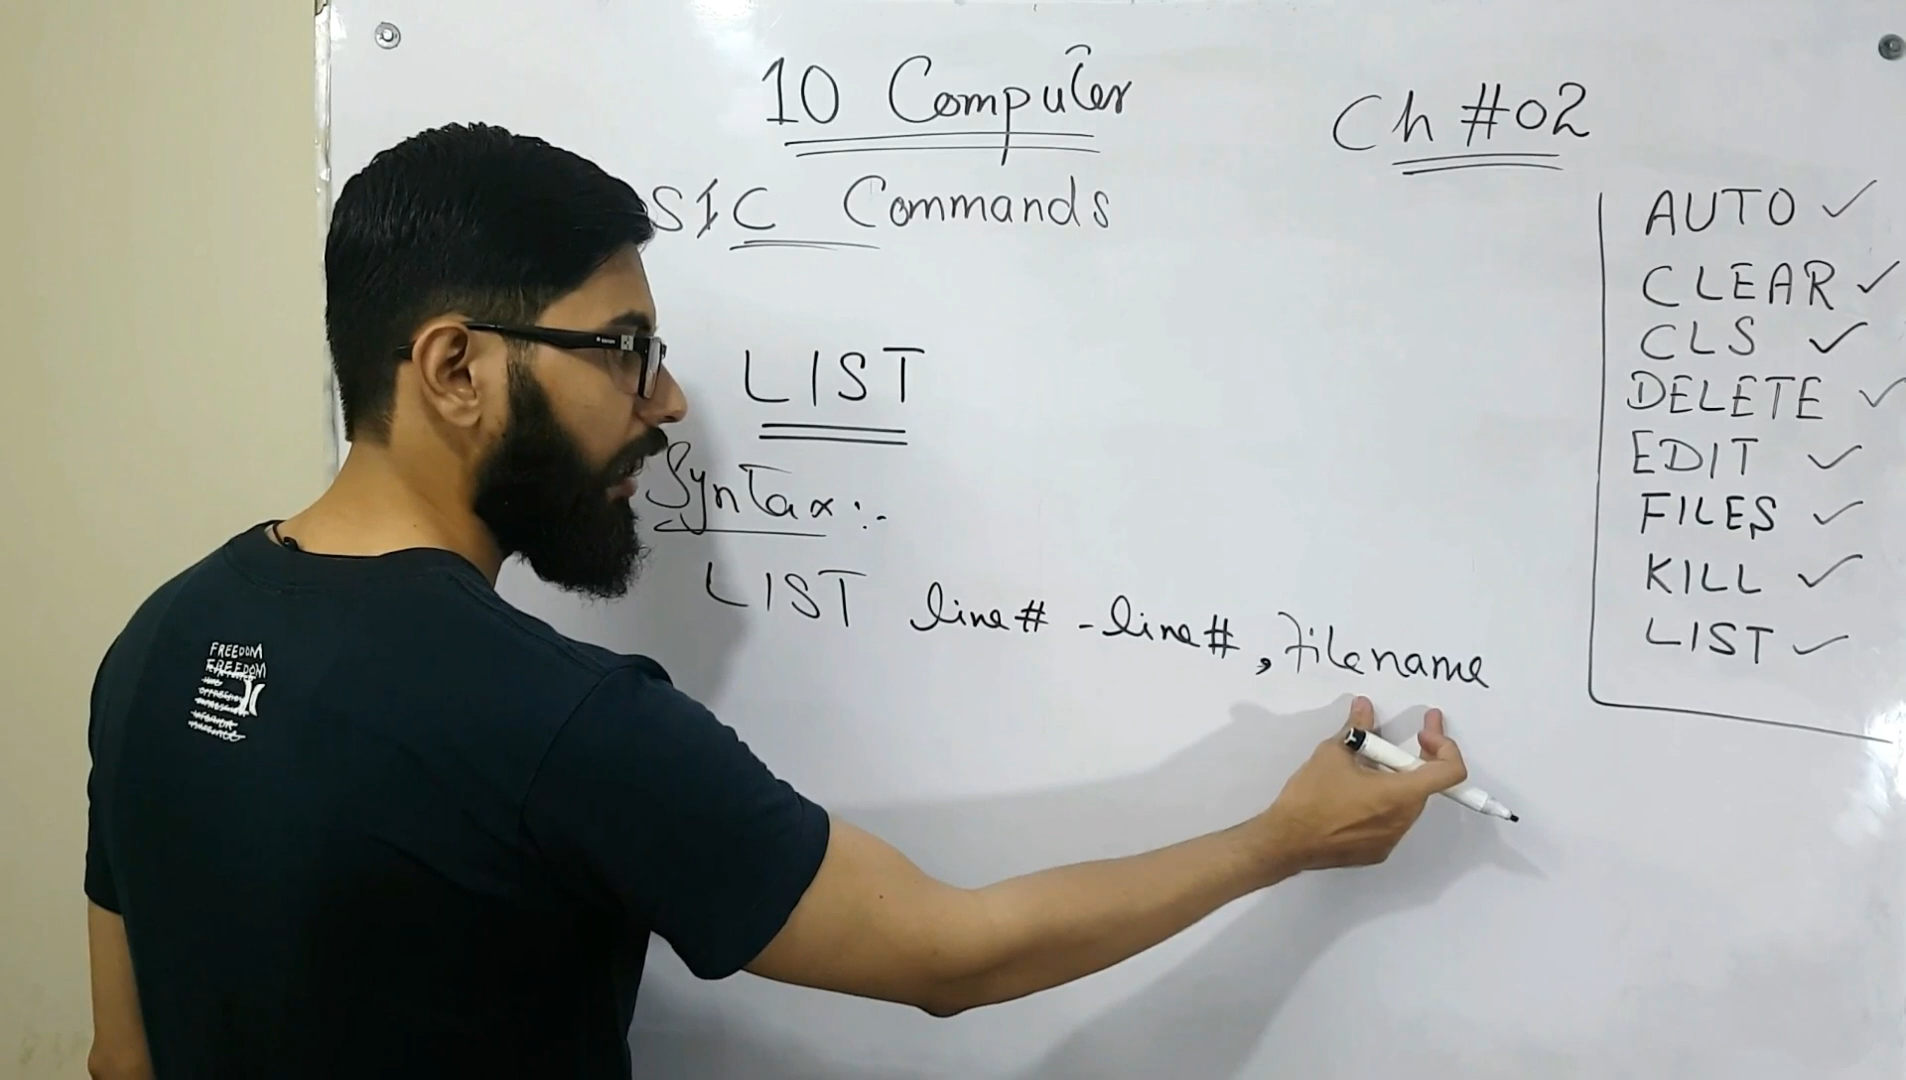 10 Computer
Ch #02
SIC Commands
LIST
Syntax:-
LIST line# -line#, Filename
AUTO ✓
CLEAR ✓
CLS ✓
DELETE ✓
EDIT ✓
FILES ✓
KILL ✓
LIST ✓
FREEDOM
FREEDOM